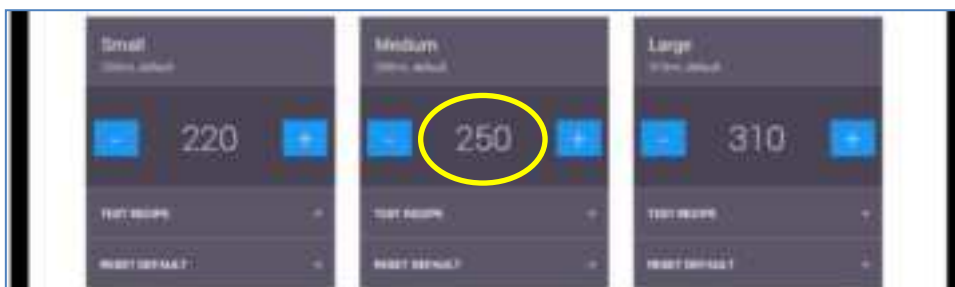 Small
Medium
Large
-
220
+
-
250
+
-
310
+
TEST RECIPE
TEST RECIPE
TEST RECIPE
RESET DEFAULT
RESET DEFAULT
RESET DEFAULT